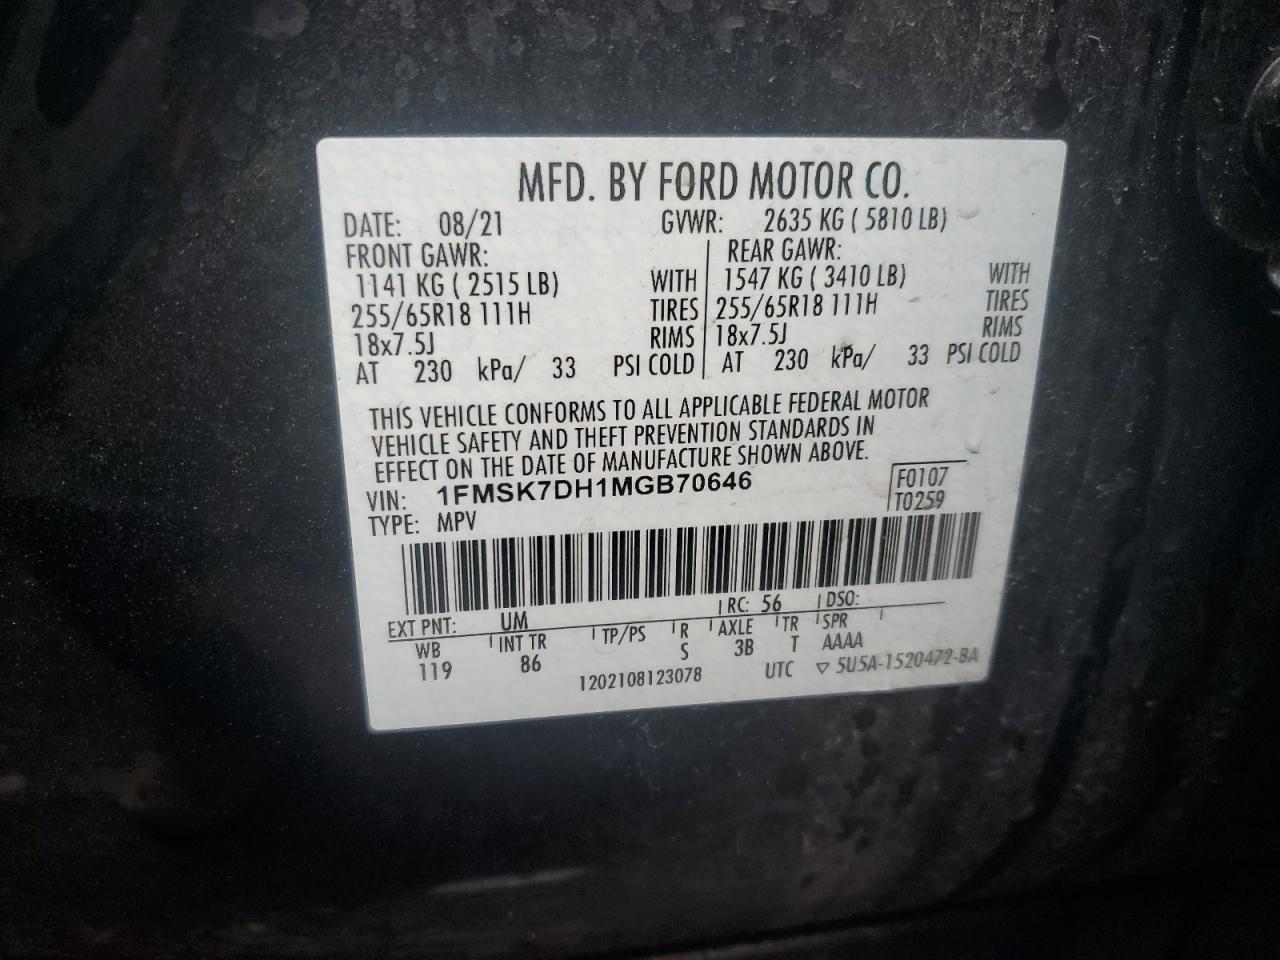 MFD. BY FORD MOTOR CO.
DATE: 08/21 GVWR: 2635 KG ( 5810 LB)
FRONT GAWR: REAR GAWR:
1141 KG ( 2515 LB) WITH 1547 KG ( 3410 LB) WITH
255/65R18 111H TIRES 255/65R18 111H TIRES
18x7.5J RIMS 18x7.5J RIMS
AT 230 kPa/ 33 PSI COLD AT 230 kPa/ 33 PSI COLD
THIS VEHICLE CONFORMS TO ALL APPLICABLE FEDERAL MOTOR
VEHICLE SAFETY AND THEFT PREVENTION STANDARDS IN
EFFECT ON THE DATE OF MANUFACTURE SHOWN ABOVE.
VIN: 1FMSK7DH1MGB70646 F0107
TYPE: MPV T0259
EXT PNT: UM RC: 56 DSO:
WB INT TR TP/PS R AXLE TR SPR
119 86 S 3B T AAAA
1202108123078 UTC ▽ 5U5A-1520472-BA